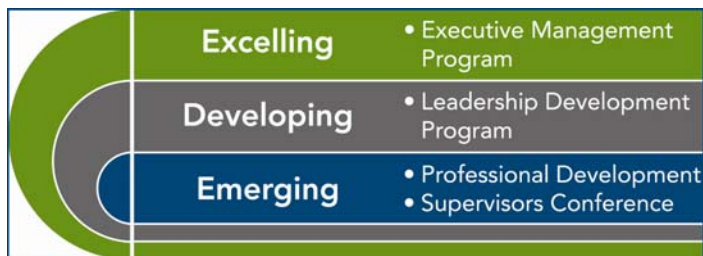 Excelling
• Executive Management
Program
Developing
• Leadership Development
Program
Emerging
• Professional Development
• Supervisors Conference